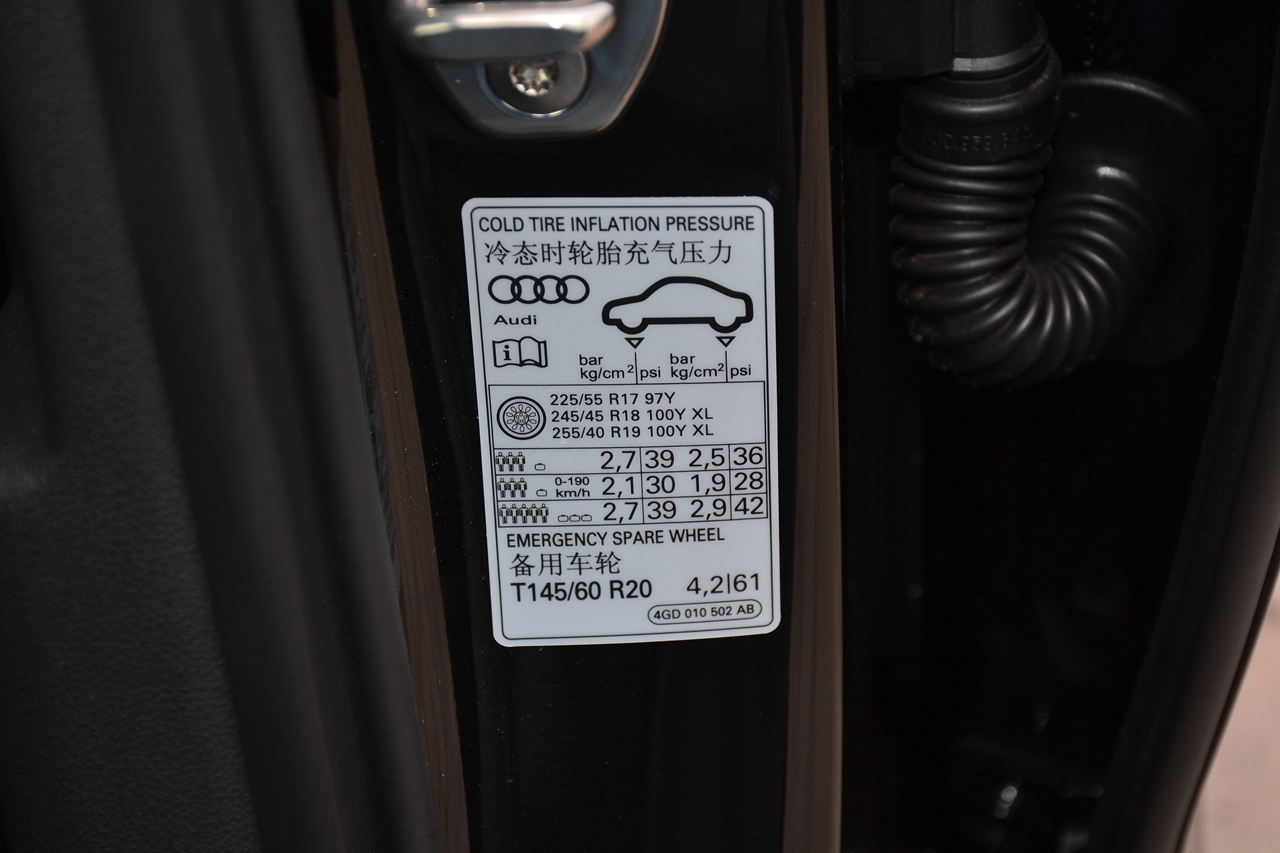 COLD TIRE INFLATION PRESSURE
冷态时轮胎充气压力
Audi
i
bar kg/cm² psi bar kg/cm² psi
225/55 R17 97Y
245/45 R18 100Y XL
255/40 R19 100Y XL
2,7 39 2,5 36
0-190 km/h 2,1 30 1,9 28
2,7 39 2,9 42
EMERGENCY SPARE WHEEL
备用车轮
T145/60 R20 4,2|61
4GD 010 502 AB